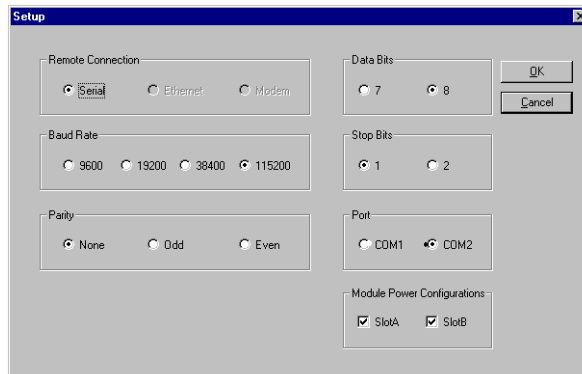 Setup
Remote Connection
Serial Ethernet Modem
Data Bits
7 8
OK
Cancel
Baud Rate
9600 19200 38400 115200
Stop Bits
1 2
Parity
None Odd Even
Port
COM1 COM2
Module Power Configurations
SlotA SlotB